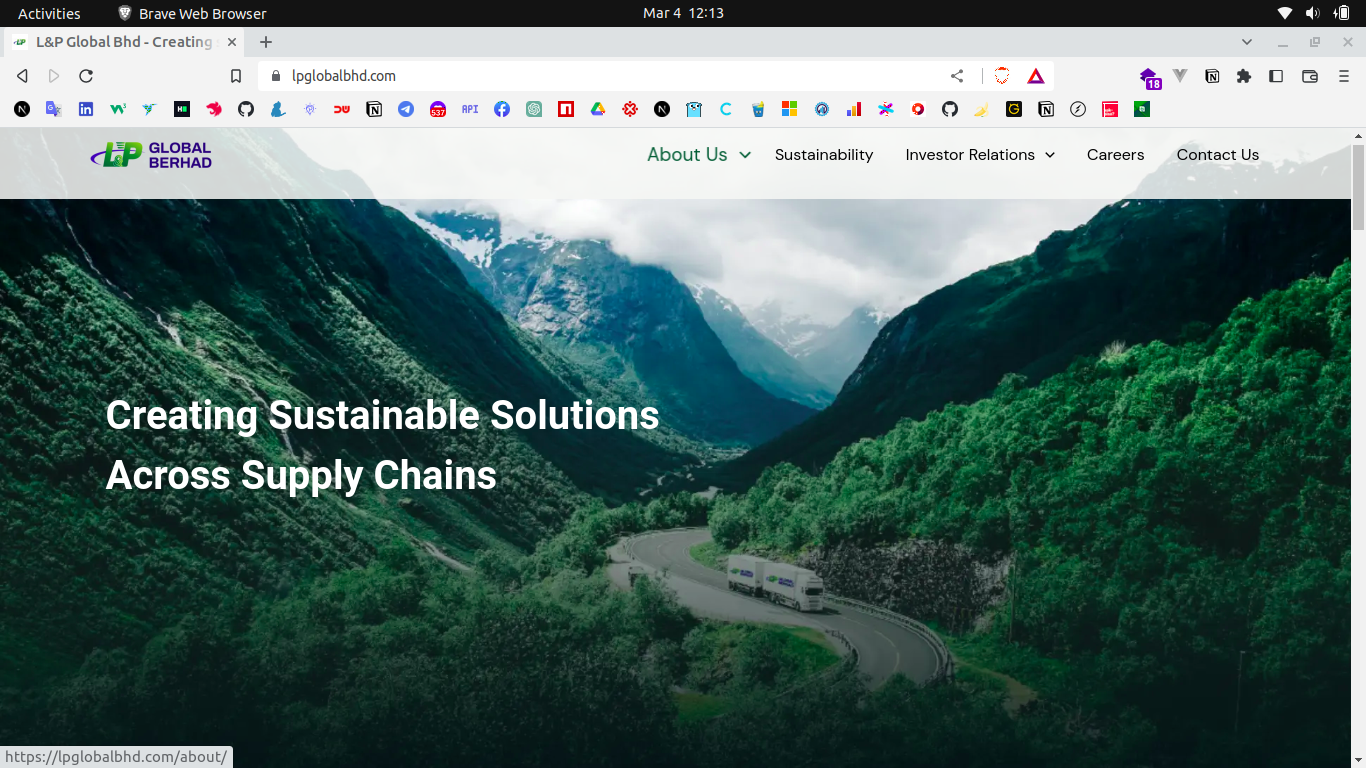 Activities
Brave Web Browser
Mar 4 12:13
L&P Global Bhd - Creating
lpglobalbhd.com
18
537
API
LP GLOBAL
BERHAD
About Us
Sustainability
Investor Relations
Careers
Contact Us
Creating Sustainable Solutions
Across Supply Chains
https://lpglobalbhd.com/about/